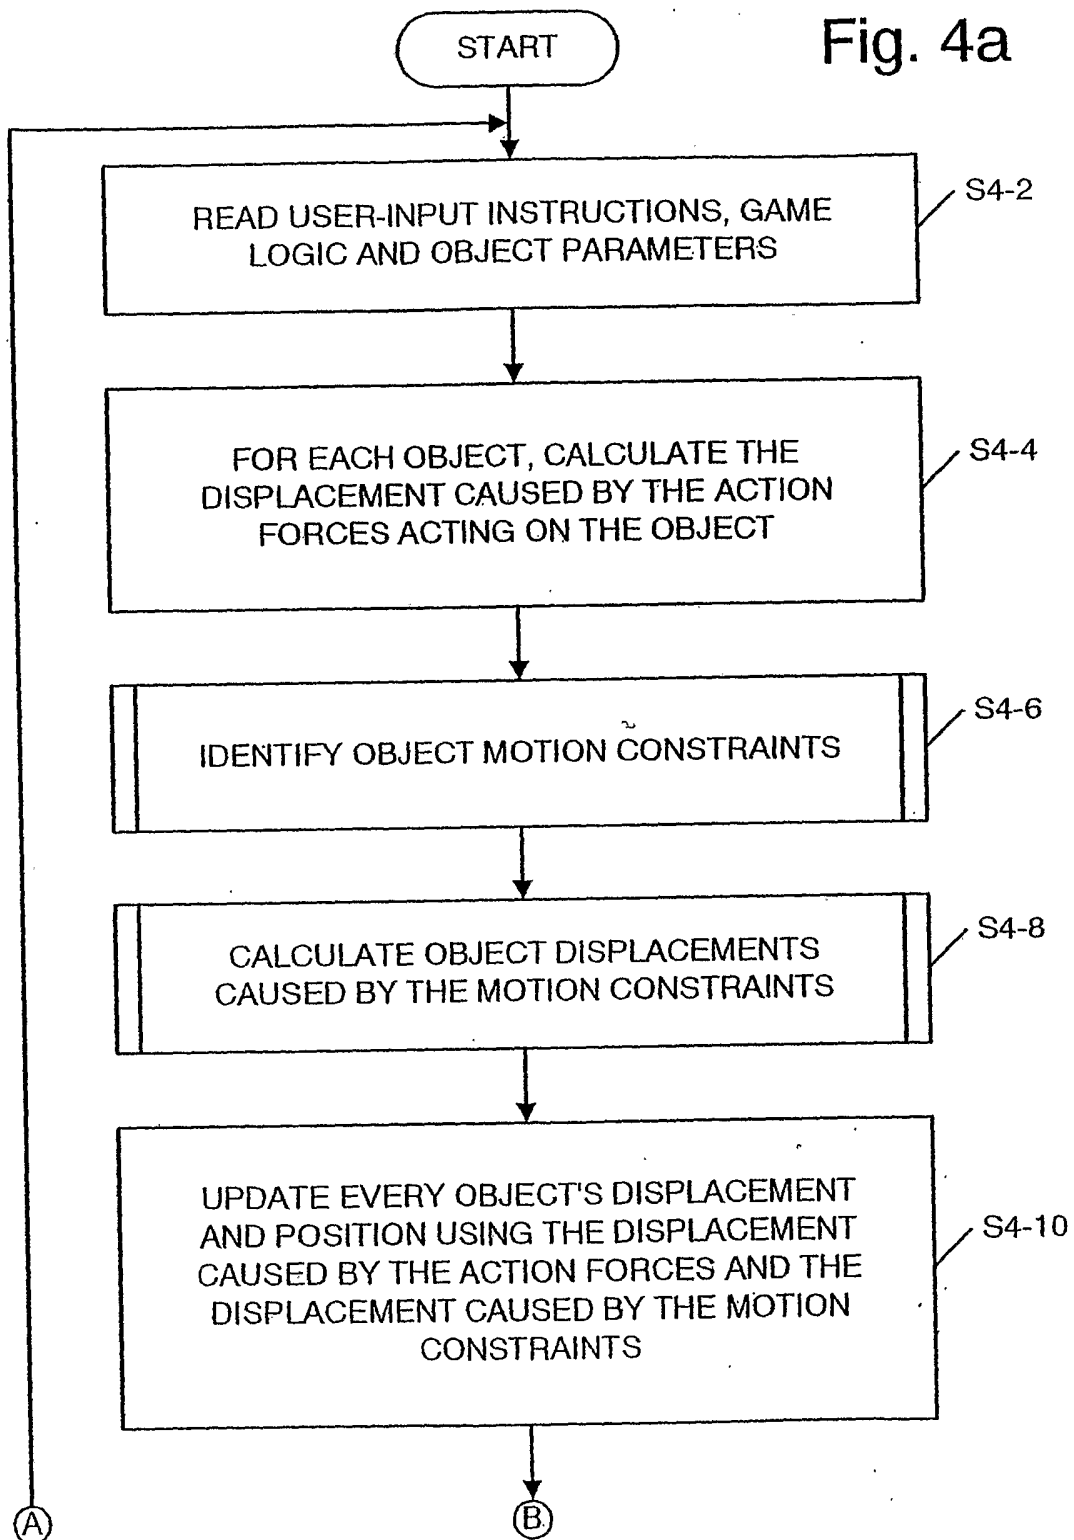 Fig. 4a
START
READ USER-INPUT INSTRUCTIONS, GAME
LOGIC AND OBJECT PARAMETERS
S4-2
FOR EACH OBJECT, CALCULATE THE
DISPLACEMENT CAUSED BY THE ACTION
FORCES ACTING ON THE OBJECT
S4-4
IDENTIFY OBJECT MOTION CONSTRAINTS
S4-6
CALCULATE OBJECT DISPLACEMENTS
CAUSED BY THE MOTION CONSTRAINTS
S4-8
UPDATE EVERY OBJECT'S DISPLACEMENT
AND POSITION USING THE DISPLACEMENT
CAUSED BY THE ACTION FORCES AND THE
DISPLACEMENT CAUSED BY THE MOTION
CONSTRAINTS
S4-10
A
B